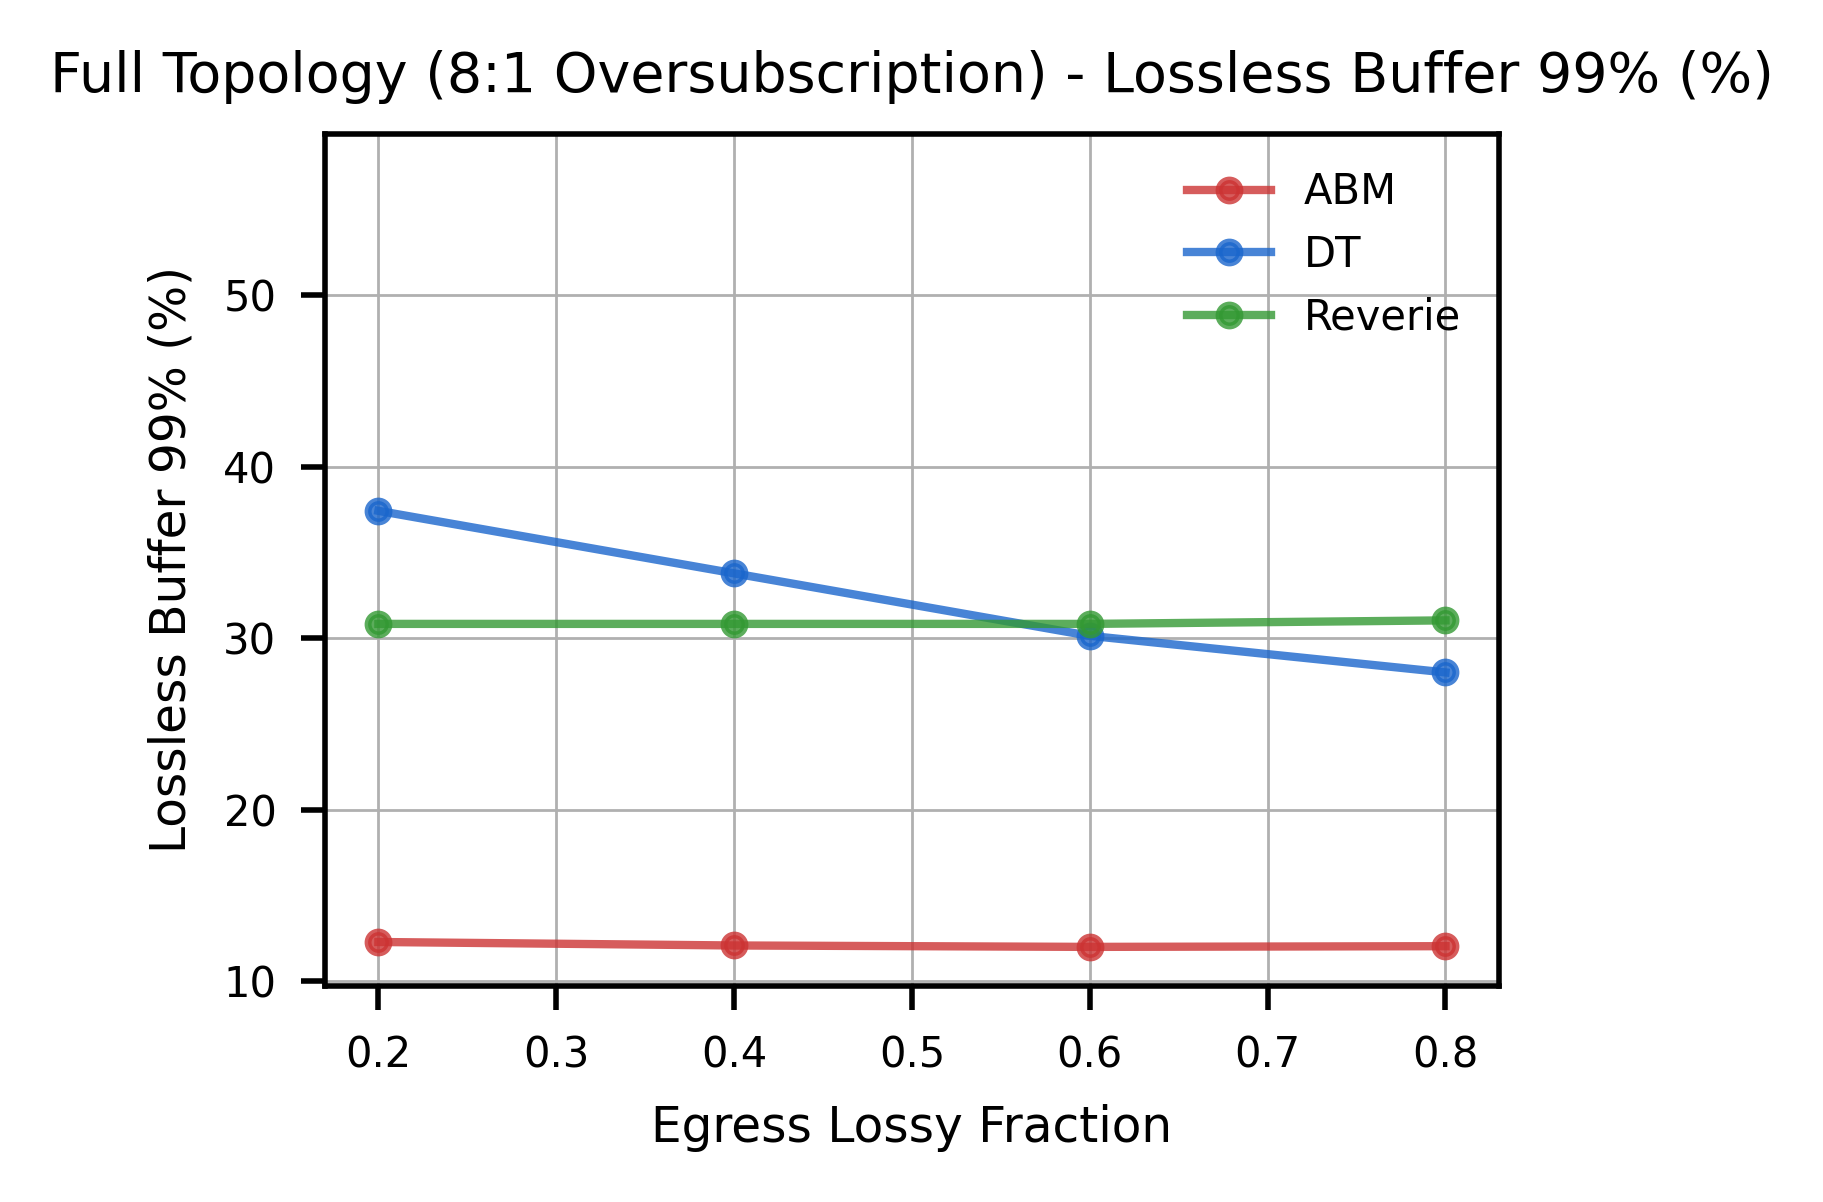 Full Topology (8:1 Oversubscription) - Lossless Buffer 99% (%)
ABM
DT
Reverie
Lossless Buffer 99% (%)
50
40
30
20
10
0.2 0.3 0.4 0.5 0.6 0.7 0.8
Egress Lossy Fraction